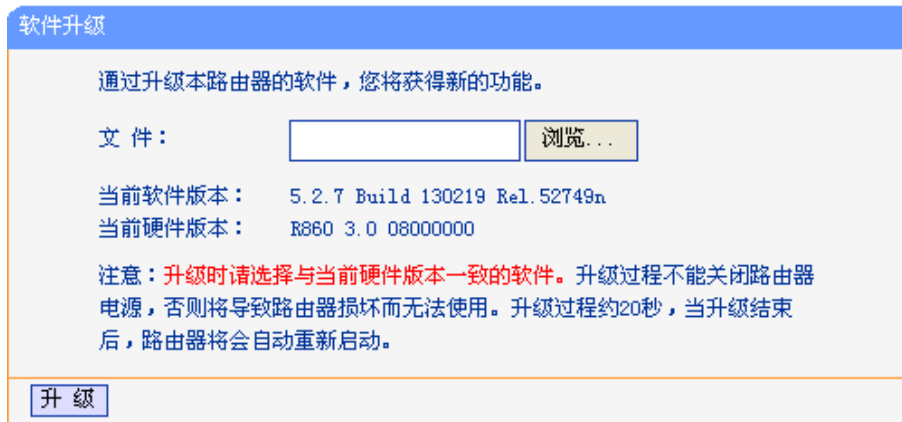 软件升级
通过升级本路由器的软件，您将获得新的功能。
文 件： 浏览...
当前软件版本： 5.2.7 Build 130219 Rel.52749n
当前硬件版本： R860 3.0 08000000
注意：升级时请选择与当前硬件版本一致的软件。升级过程不能关闭路由器
电源，否则将导致路由器损坏而无法使用。升级过程约20秒，当升级结束
后，路由器将会自动重新启动。
升 级